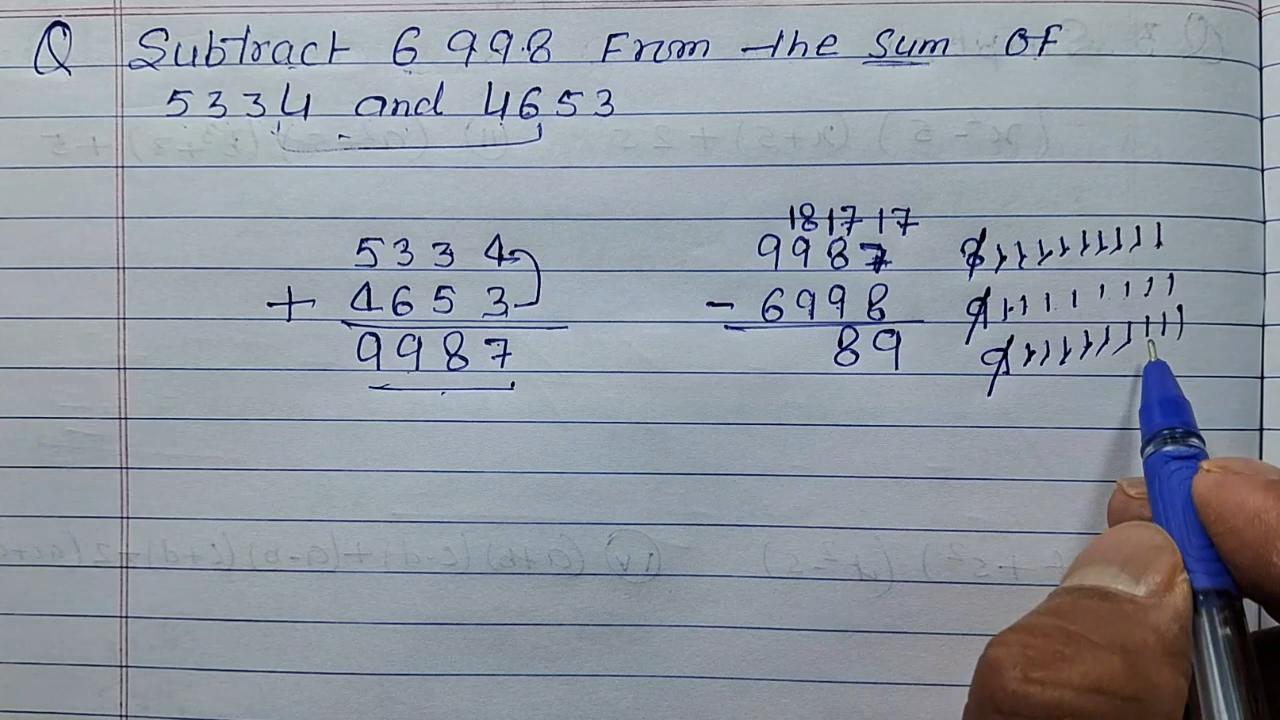 Q Subtract 6998 From the sum of
5334 and 4653
5334
+ 4653
9987
18 17 17
9987
- 6998
89